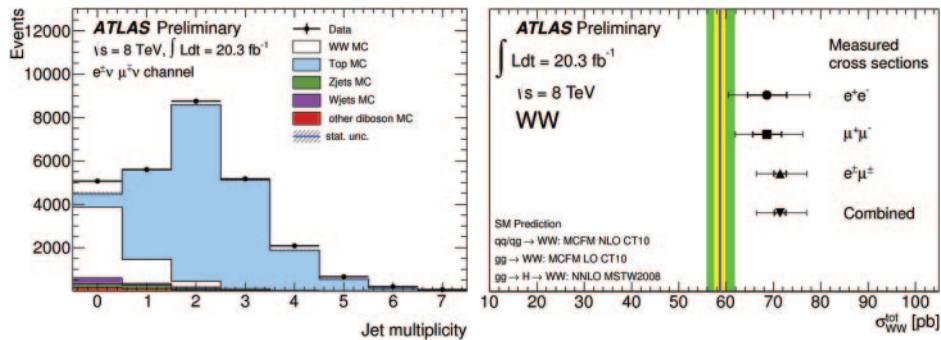 Events
12000
10000
8000
6000
4000
2000
ATLAS Preliminary
√s = 8 TeV, ∫ Ldt = 20.3 fb⁻¹
e±ν μ∓ν channel
Data
WW MC
Top MC
Zjets MC
Wjets MC
other diboson MC
stat. unc.
0 1 2 3 4 5 6 7
Jet multiplicity
ATLAS Preliminary
∫ Ldt = 20.3 fb⁻¹
√s = 8 TeV
WW
Measured
cross sections
e⁺e⁻
μ⁺μ⁻
e±μ±
Combined
SM Prediction
qq/qg → WW: MCFM NLO CT10
gg → WW: MCFM LO CT10
gg → H → WW: NNLO MSTW2008
10 20 30 40 50 60 70 80 90 100
σ^tot_WW [pb]